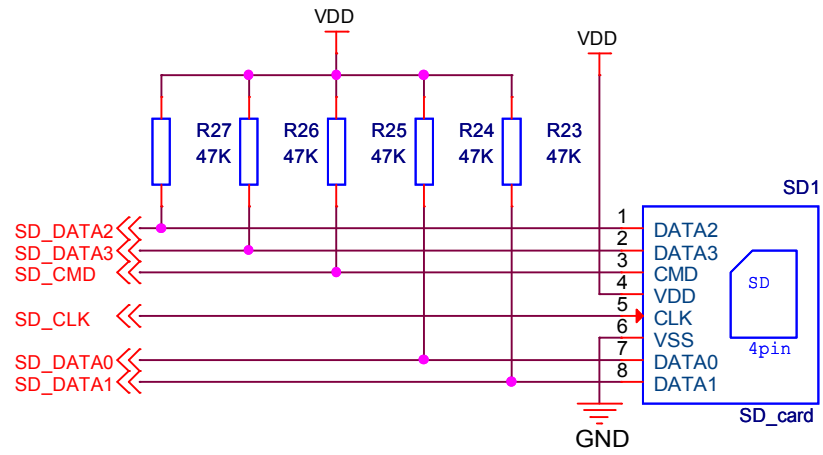 VDD
VDD
R27
47K
R26
47K
R25
47K
R24
47K
R23
47K
SD1
SD_DATA2
SD_DATA3
SD_CMD
SD_CLK
SD_DATA0
SD_DATA1
1
2
3
4
5
6
7
8
DATA2
DATA3
CMD
VDD
CLK
VSS
DATA0
DATA1
SD
4pin
SD_card
GND